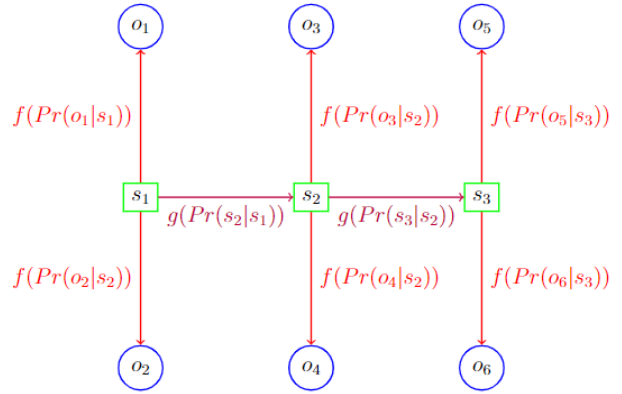 o₁ o₃ o₅
f(Pr(o₁|s₁)) f(Pr(o₃|s₂)) f(Pr(o₅|s₃))
s₁ s₂ s₃
g(Pr(s₂|s₁)) g(Pr(s₃|s₂))
f(Pr(o₂|s₂)) f(Pr(o₄|s₂)) f(Pr(o₆|s₃))
o₂ o₄ o₆